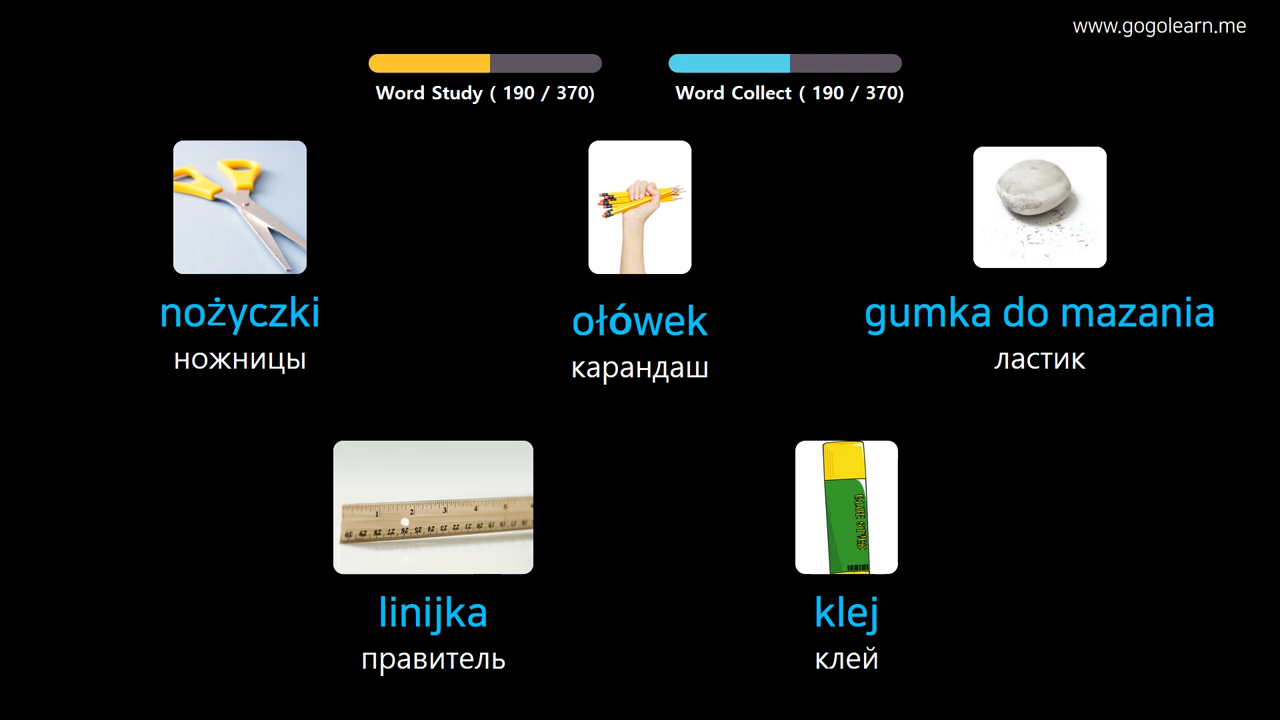 www.gogolearn.me
Word Study ( 190 / 370)
Word Collect ( 190 / 370)
nożyczki
ołówek
gumka do mazania
ножницы
карандаш
ластик
linijka
klej
правитель
клей